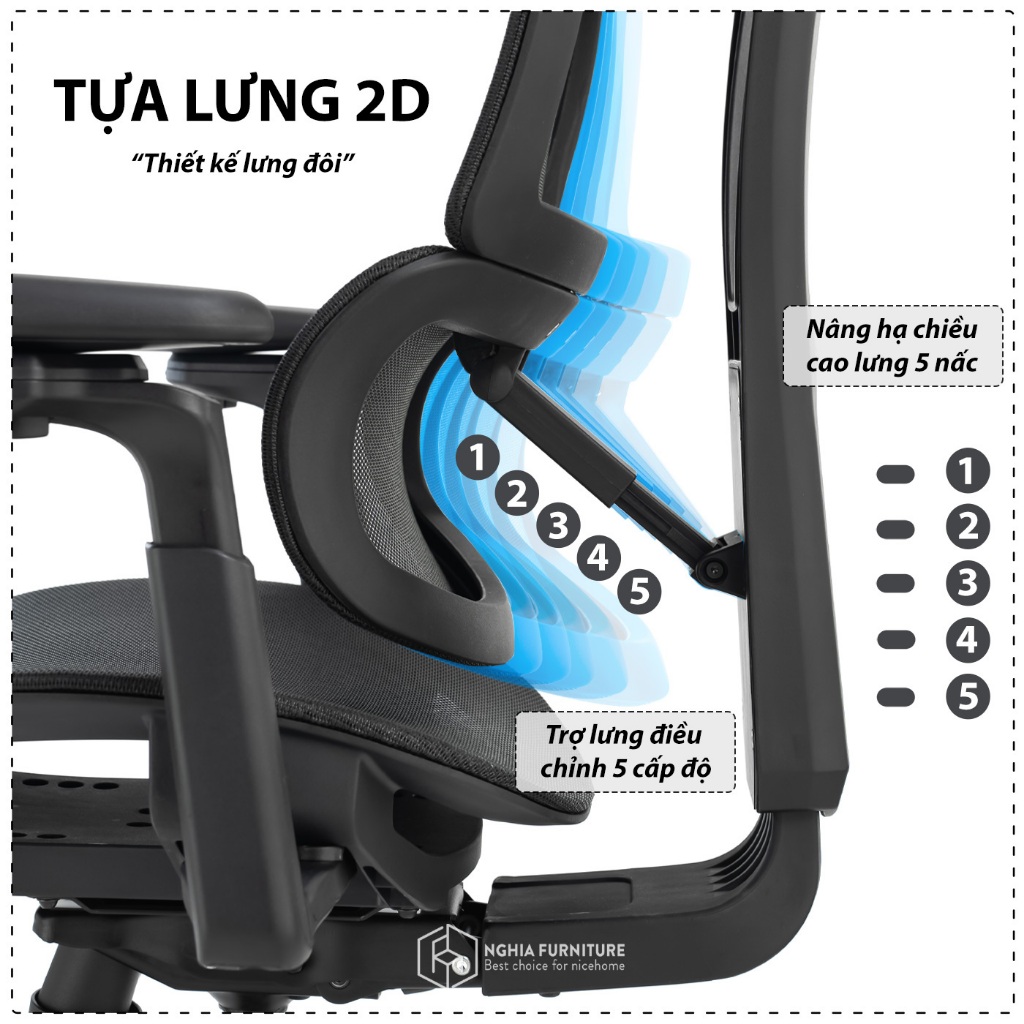 TỰA LƯNG 2D
“Thiết kế lưng đôi”
Nâng hạ chiều
cao lưng 5 nấc
1
2
3
4
5
1
2
3
4
5
Trợ lưng điều
chỉnh 5 cấp độ
NGHIA FURNITURE
Best choice for nicehome